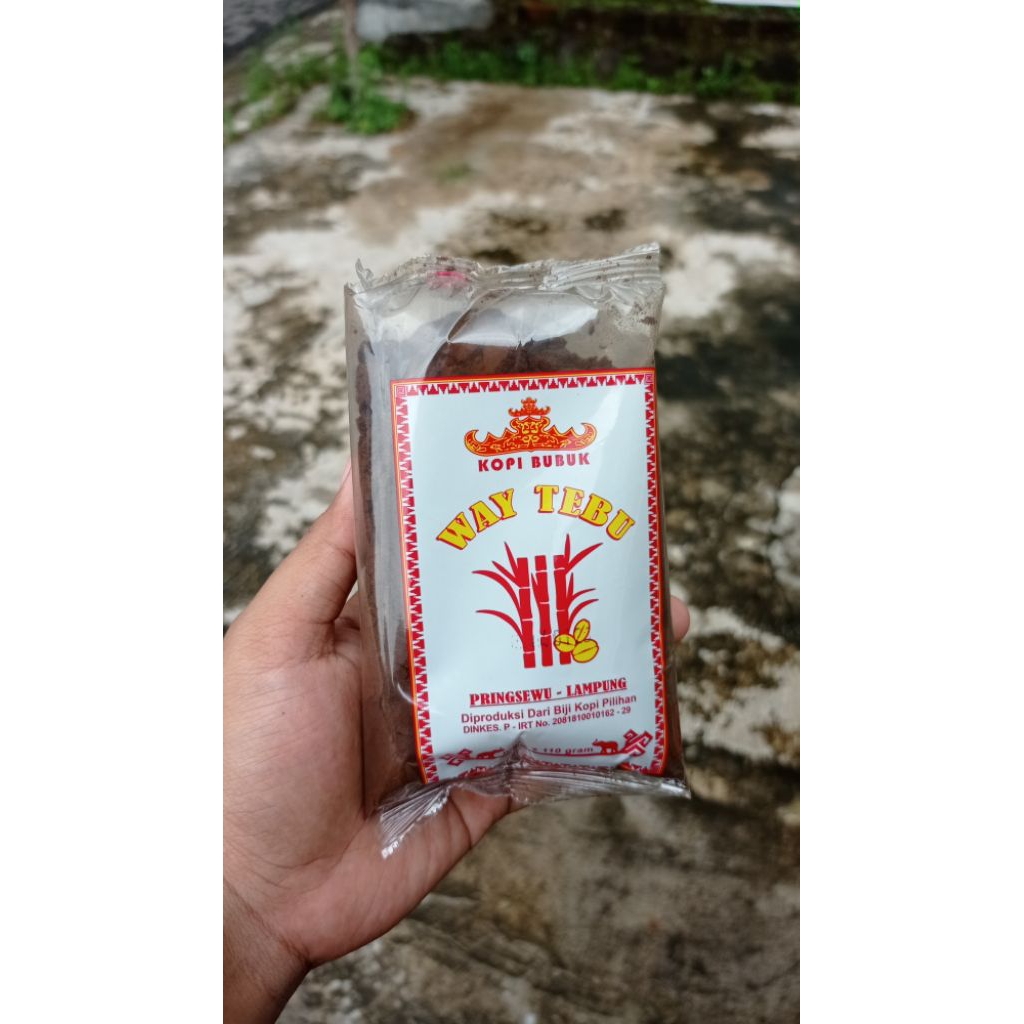 KOPI BUBUK
WAY TEBU
PRINGSEWU - LAMPUNG
Diproduksi Dari Biji Kopi Pilihan
DINKES. P - IRT No. 2081810010162 - 29
110 gram